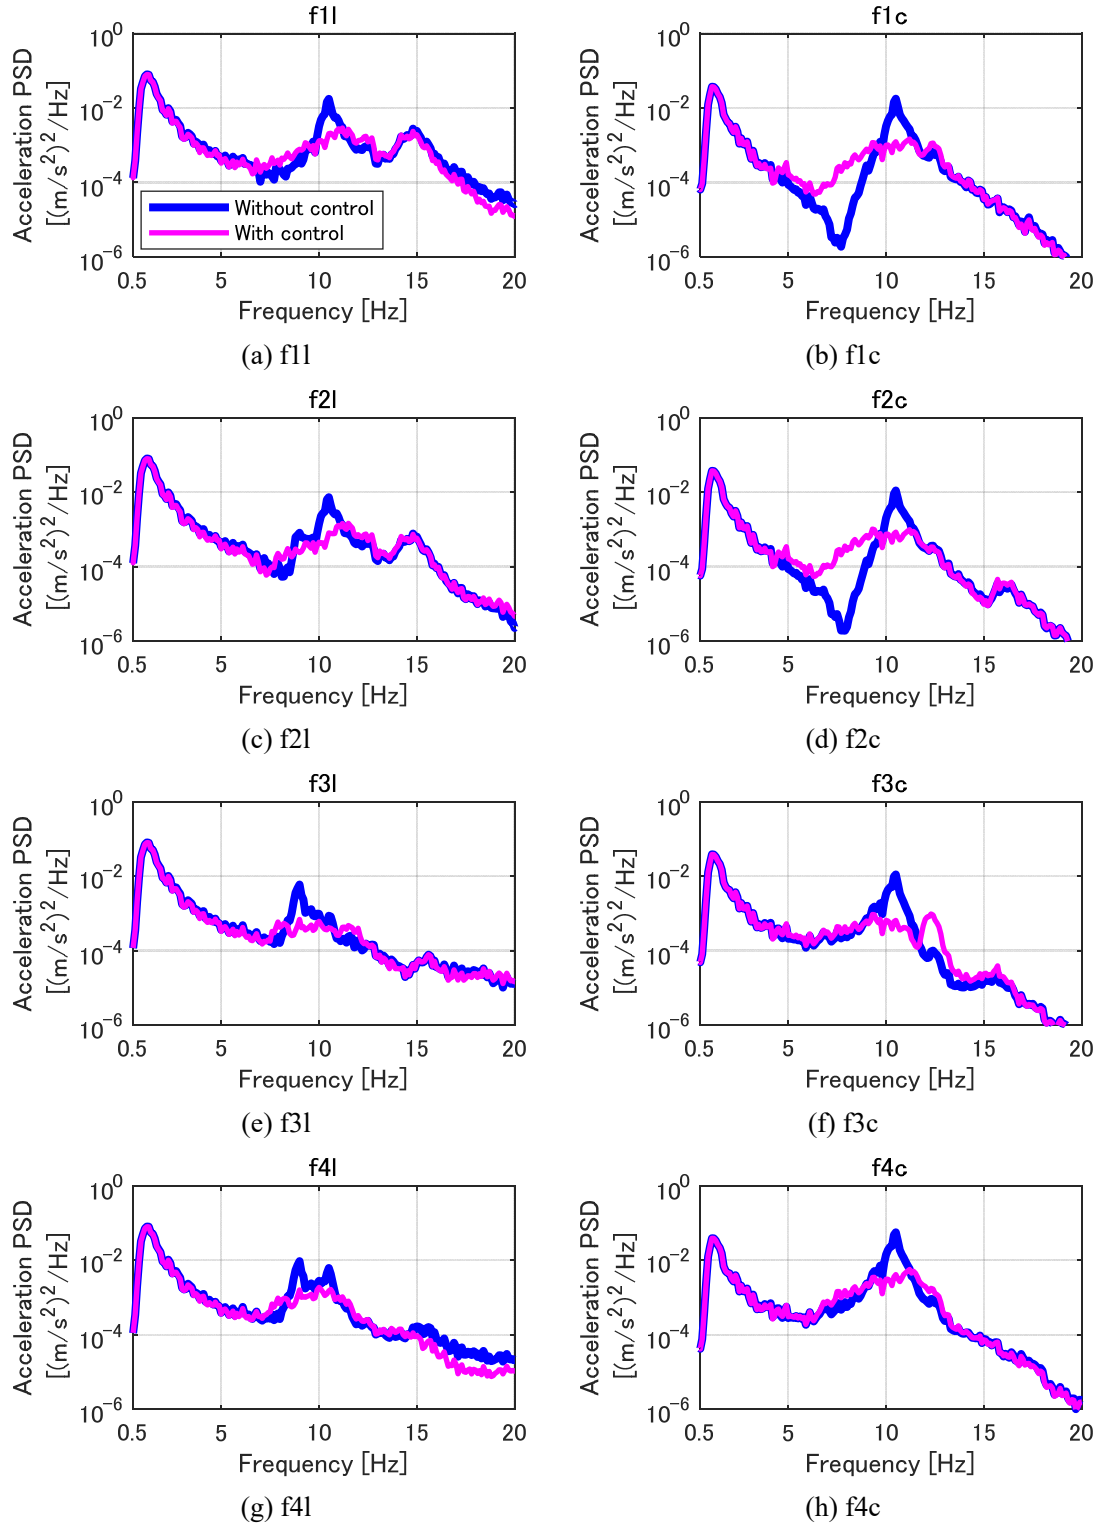 f1l
10^0
10^-2
10^-4
10^-6
Acceleration PSD
[(m/s^2)^2/Hz]
Without control
With control
0.5 5 10 15 20
Frequency [Hz]
(a) f1l
f1c
10^0
10^-2
10^-4
10^-6
Acceleration PSD
[(m/s^2)^2/Hz]
0.5 5 10 15 20
Frequency [Hz]
(b) f1c
f2l
10^0
10^-2
10^-4
10^-6
Acceleration PSD
[(m/s^2)^2/Hz]
0.5 5 10 15 20
Frequency [Hz]
(c) f2l
f2c
10^0
10^-2
10^-4
10^-6
Acceleration PSD
[(m/s^2)^2/Hz]
0.5 5 10 15 20
Frequency [Hz]
(d) f2c
f3l
10^0
10^-2
10^-4
10^-6
Acceleration PSD
[(m/s^2)^2/Hz]
0.5 5 10 15 20
Frequency [Hz]
(e) f3l
f3c
10^0
10^-2
10^-4
10^-6
Acceleration PSD
[(m/s^2)^2/Hz]
0.5 5 10 15 20
Frequency [Hz]
(f) f3c
f4l
10^0
10^-2
10^-4
10^-6
Acceleration PSD
[(m/s^2)^2/Hz]
0.5 5 10 15 20
Frequency [Hz]
(g) f4l
f4c
10^0
10^-2
10^-4
10^-6
Acceleration PSD
[(m/s^2)^2/Hz]
0.5 5 10 15 20
Frequency [Hz]
(h) f4c